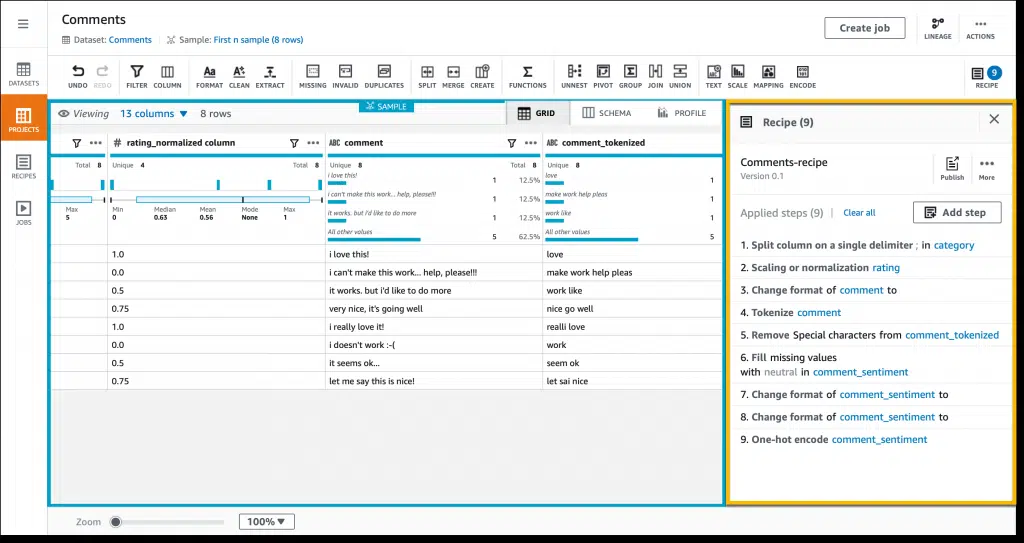 Comments
Dataset: Comments Sample: First n sample (8 rows)
Create job
LINEAGE
ACTIONS
DATASETS
PROJECTS
RECIPES
JOBS
UNDO REDO FILTER COLUMN FORMAT CLEAN EXTRACT MISSING INVALID DUPLICATES SPLIT MERGE CREATE FUNCTIONS UNNEST PIVOT GROUP JOIN UNION TEXT SCALE MAPPING ENCODE
9
RECIPE
Viewing 13 columns 8 rows
SAMPLE
GRID SCHEMA PROFILE
# rating_normalized column ABC comment ABC comment_tokenized
Total 8 Unique 4 Total 8 Unique 8 Total 8 Unique 8
i love this! 1 12.5% love 1
i can't make this work... help, please!!! 1 12.5% make work help pleas 1
it works. but i'd like to do more 1 12.5% work like 1
All other values 5 62.5% All other values 5
Max Min Median Mean Mode Max
5 0 0.63 0.56 None 1
1.0 i love this! love
0.0 i can't make this work... help, please!!! make work help pleas
0.5 it works. but i'd like to do more work like
0.75 very nice, it's going well nice go well
1.0 i really love it! realli love
0.0 i doesn't work :-( work
0.5 it seems ok... seem ok
0.75 let me say this is nice! let sai nice
Zoom 100%
Recipe (9)
Comments-recipe
Version 0.1
Publish
More
Applied steps (9) | Clear all
Add step
1. Split column on a single delimiter ; in category
2. Scaling or normalization rating
3. Change format of comment to
4. Tokenize comment
5. Remove Special characters from comment_tokenized
6. Fill missing values
with neutral in comment_sentiment
7. Change format of comment_sentiment to
8. Change format of comment_sentiment to
9. One-hot encode comment_sentiment